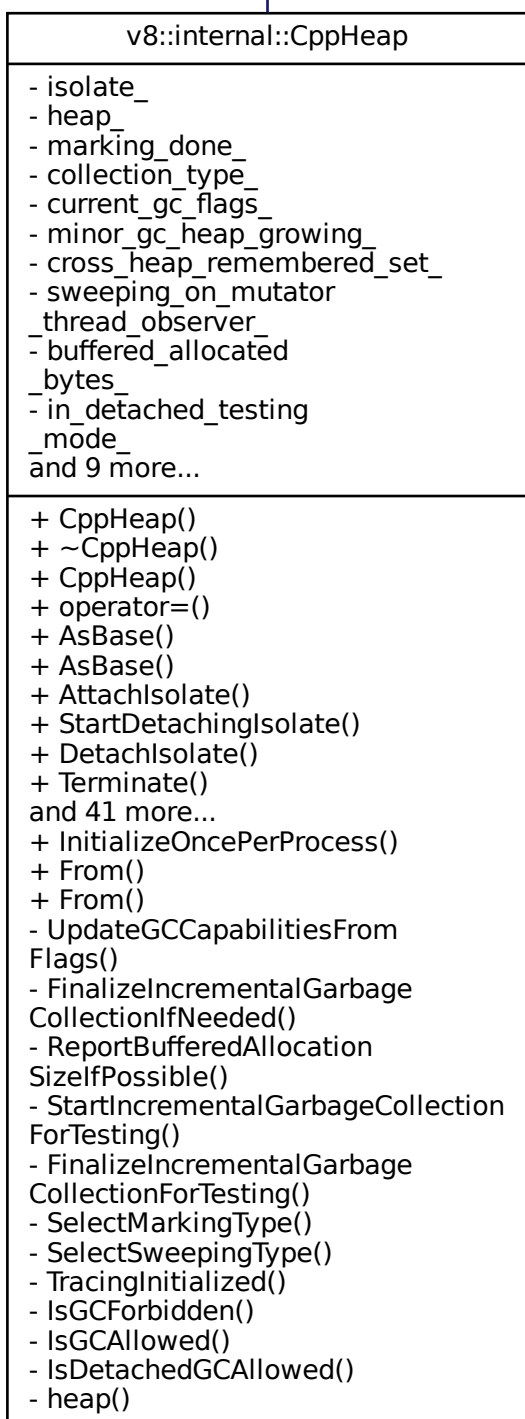 v8::internal::CppHeap
- isolate_
- heap_
- marking_done_
- collection_type_
- current_gc_flags_
- minor_gc_heap_growing_
- cross_heap_remembered_set_
- sweeping_on_mutator
_thread_observer_
- buffered_allocated
_bytes_
- in_detached_testing
_mode_
and 9 more...
+ CppHeap()
+ ~CppHeap()
+ CppHeap()
+ operator=()
+ AsBase()
+ AsBase()
+ AttachIsolate()
+ StartDetachingIsolate()
+ DetachIsolate()
+ Terminate()
and 41 more...
+ InitializeOncePerProcess()
+ From()
+ From()
- UpdateGCCapabilitiesFrom
Flags()
- FinalizeIncrementalGarbage
CollectionIfNeeded()
- ReportBufferedAllocation
SizeIfPossible()
- StartIncrementalGarbageCollection
ForTesting()
- FinalizeIncrementalGarbage
CollectionForTesting()
- SelectMarkingType()
- SelectSweepingType()
- TracingInitialized()
- IsGCForbidden()
- IsGCAllowed()
- IsDetachedGCAllowed()
- heap()